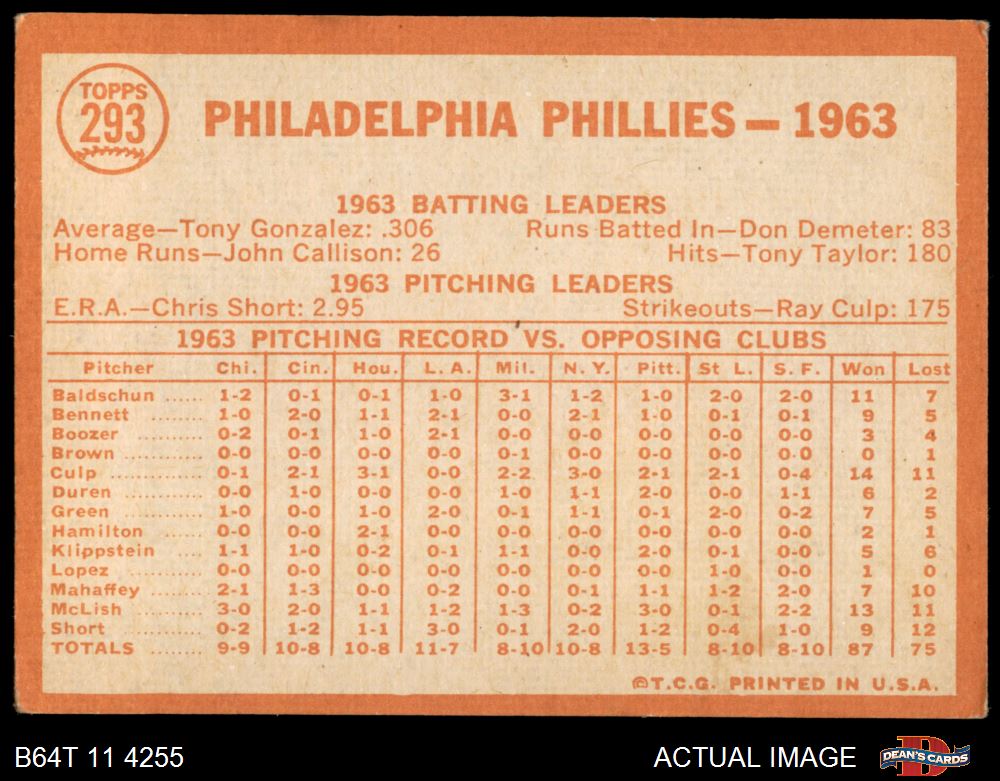 TOPPS
293
PHILADELPHIA PHILLIES — 1963
1963 BATTING LEADERS
Average—Tony Gonzalez: .306 Runs Batted In—Don Demeter: 83
Home Runs—John Callison: 26 Hits—Tony Taylor: 180
1963 PITCHING LEADERS
E.R.A.—Chris Short: 2.95 Strikeouts—Ray Culp: 175
1963 PITCHING RECORD VS. OPPOSING CLUBS
Pitcher Chi. Cin. Hou. L. A. Mil. N. Y. Pitt. St L. S. F. Won Lost
Baldschun ...... 1-2 0-1 0-1 1-0 3-1 1-2 1-0 2-0 2-0 11 7
Bennett .......... 1-0 2-0 1-1 2-1 0-0 2-1 1-0 0-1 0-1 9 5
Boozer .......... 0-2 0-1 1-0 2-1 0-0 0-0 0-0 0-0 0-0 3 4
Brown ............ 0-0 0-0 0-0 0-0 0-1 0-0 0-0 0-0 0-0 0 1
Culp .............. 0-1 2-1 3-1 0-0 2-2 3-0 2-1 2-1 0-4 14 11
Duren ............ 0-0 1-0 0-0 0-0 1-0 1-1 2-0 0-0 1-1 6 2
Green ............ 1-0 0-0 1-0 2-0 0-1 1-1 0-1 2-0 0-2 7 5
Hamilton ........ 0-0 0-0 2-1 0-0 0-0 0-0 0-0 0-0 0-0 2 1
Klippstein .... 1-1 1-0 0-2 0-1 1-1 0-0 2-0 0-1 0-0 5 6
Lopez ............ 0-0 0-0 0-0 0-0 0-0 0-0 0-0 1-0 0-0 1 0
Mahaffey ........ 2-1 1-3 0-0 0-2 0-0 0-1 1-1 1-2 2-0 7 10
McLish .......... 3-0 2-0 1-1 1-2 1-3 0-2 3-0 0-1 2-2 13 11
Short ............ 0-2 1-2 1-1 3-0 0-1 2-0 1-2 0-4 1-0 9 12
TOTALS ........ 9-9 10-8 10-8 11-7 8-10 10-8 13-5 8-10 8-10 87 75
©T.C.G. PRINTED IN U.S.A.
B64T 11 4255 ACTUAL IMAGE DEAN'S CARDS